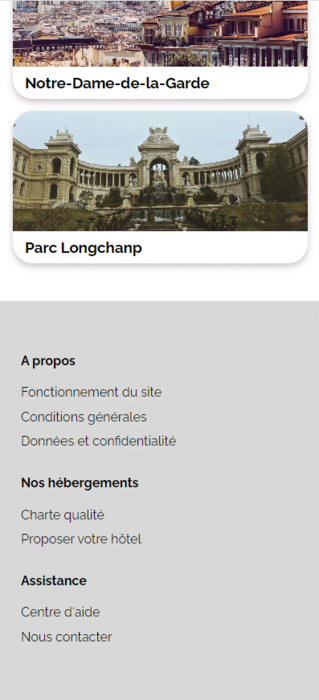 Notre-Dame-de-la-Garde
Parc Longchanp
A propos
Fonctionnement du site
Conditions générales
Données et confidentialité
Nos hébergements
Charte qualité
Proposer votre hôtel
Assistance
Centre d'aide
Nous contacter